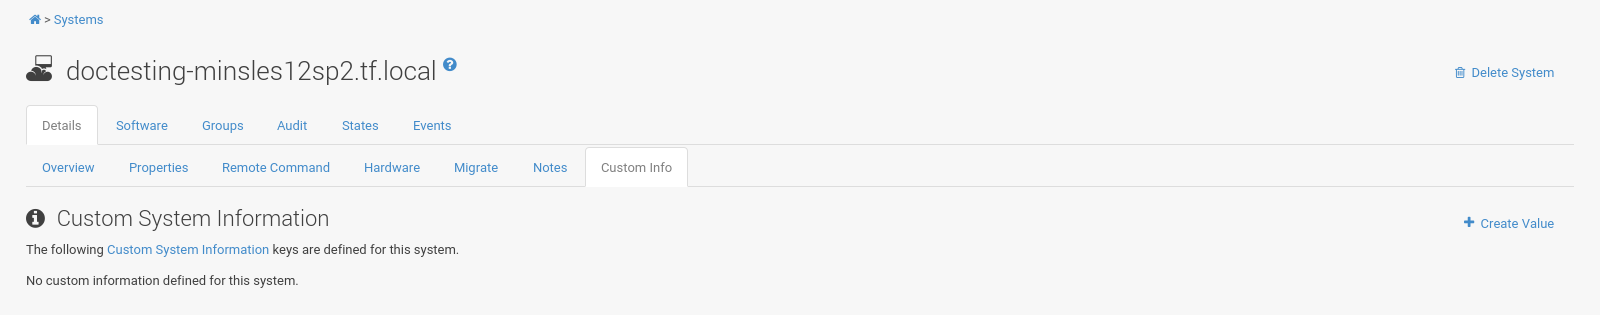 > Systems
doctesting-minsles12sp2.tf.local ?
Delete System
Details Software Groups Audit States Events
Overview Properties Remote Command Hardware Migrate Notes Custom Info
Custom System Information
Create Value
The following Custom System Information keys are defined for this system.
No custom information defined for this system.